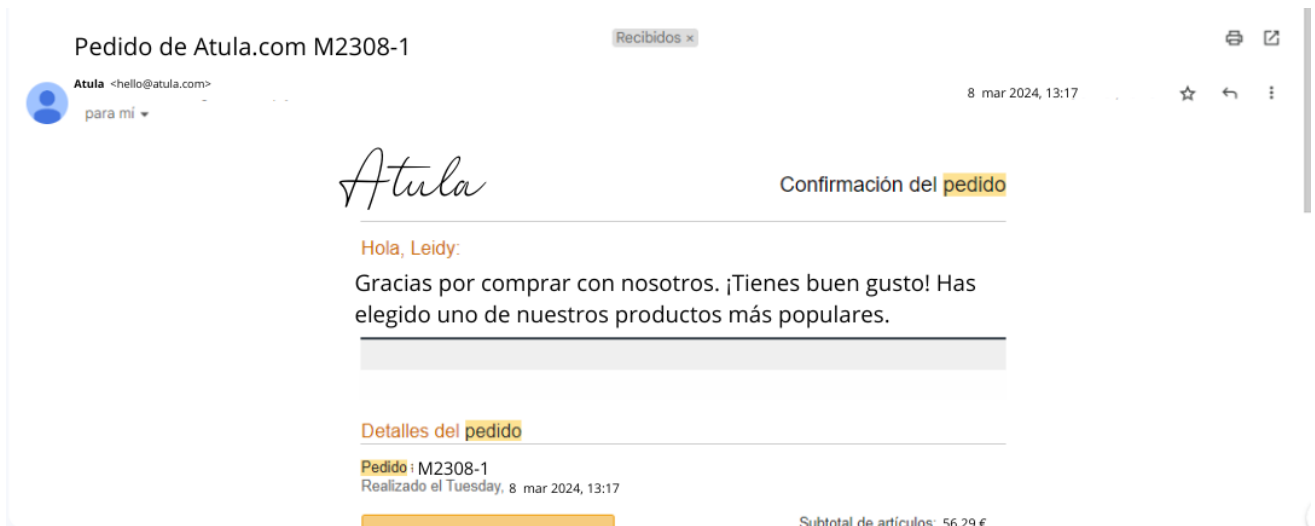 Pedido de Atula.com M2308-1
Recibidos ×
Atula <hello@atula.com>
8 mar 2024, 13:17
para mí
Atula
Confirmación del pedido
Hola, Leidy:
Gracias por comprar con nosotros. ¡Tienes buen gusto! Has
elegido uno de nuestros productos más populares.
Detalles del pedido
Pedido : M2308-1
Realizado el Tuesday, 8 mar 2024, 13:17
Subtotal de artículos: 56,29 €